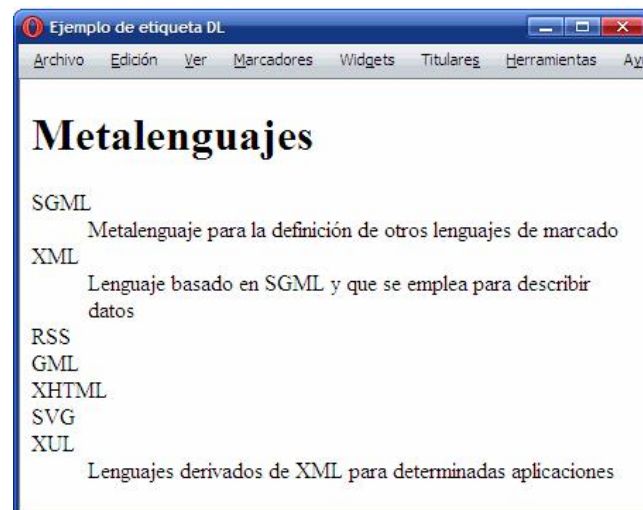 Ejemplo de etiqueta DL
Archivo Edición Ver Marcadores Widgets Titulares Herramientas
Metalenguajes
SGML
Metalenguaje para la definición de otros lenguajes de marcado
XML
Lenguaje basado en SGML y que se emplea para describir
datos
RSS
GML
XHTML
SVG
XUL
Lenguajes derivados de XML para determinadas aplicaciones